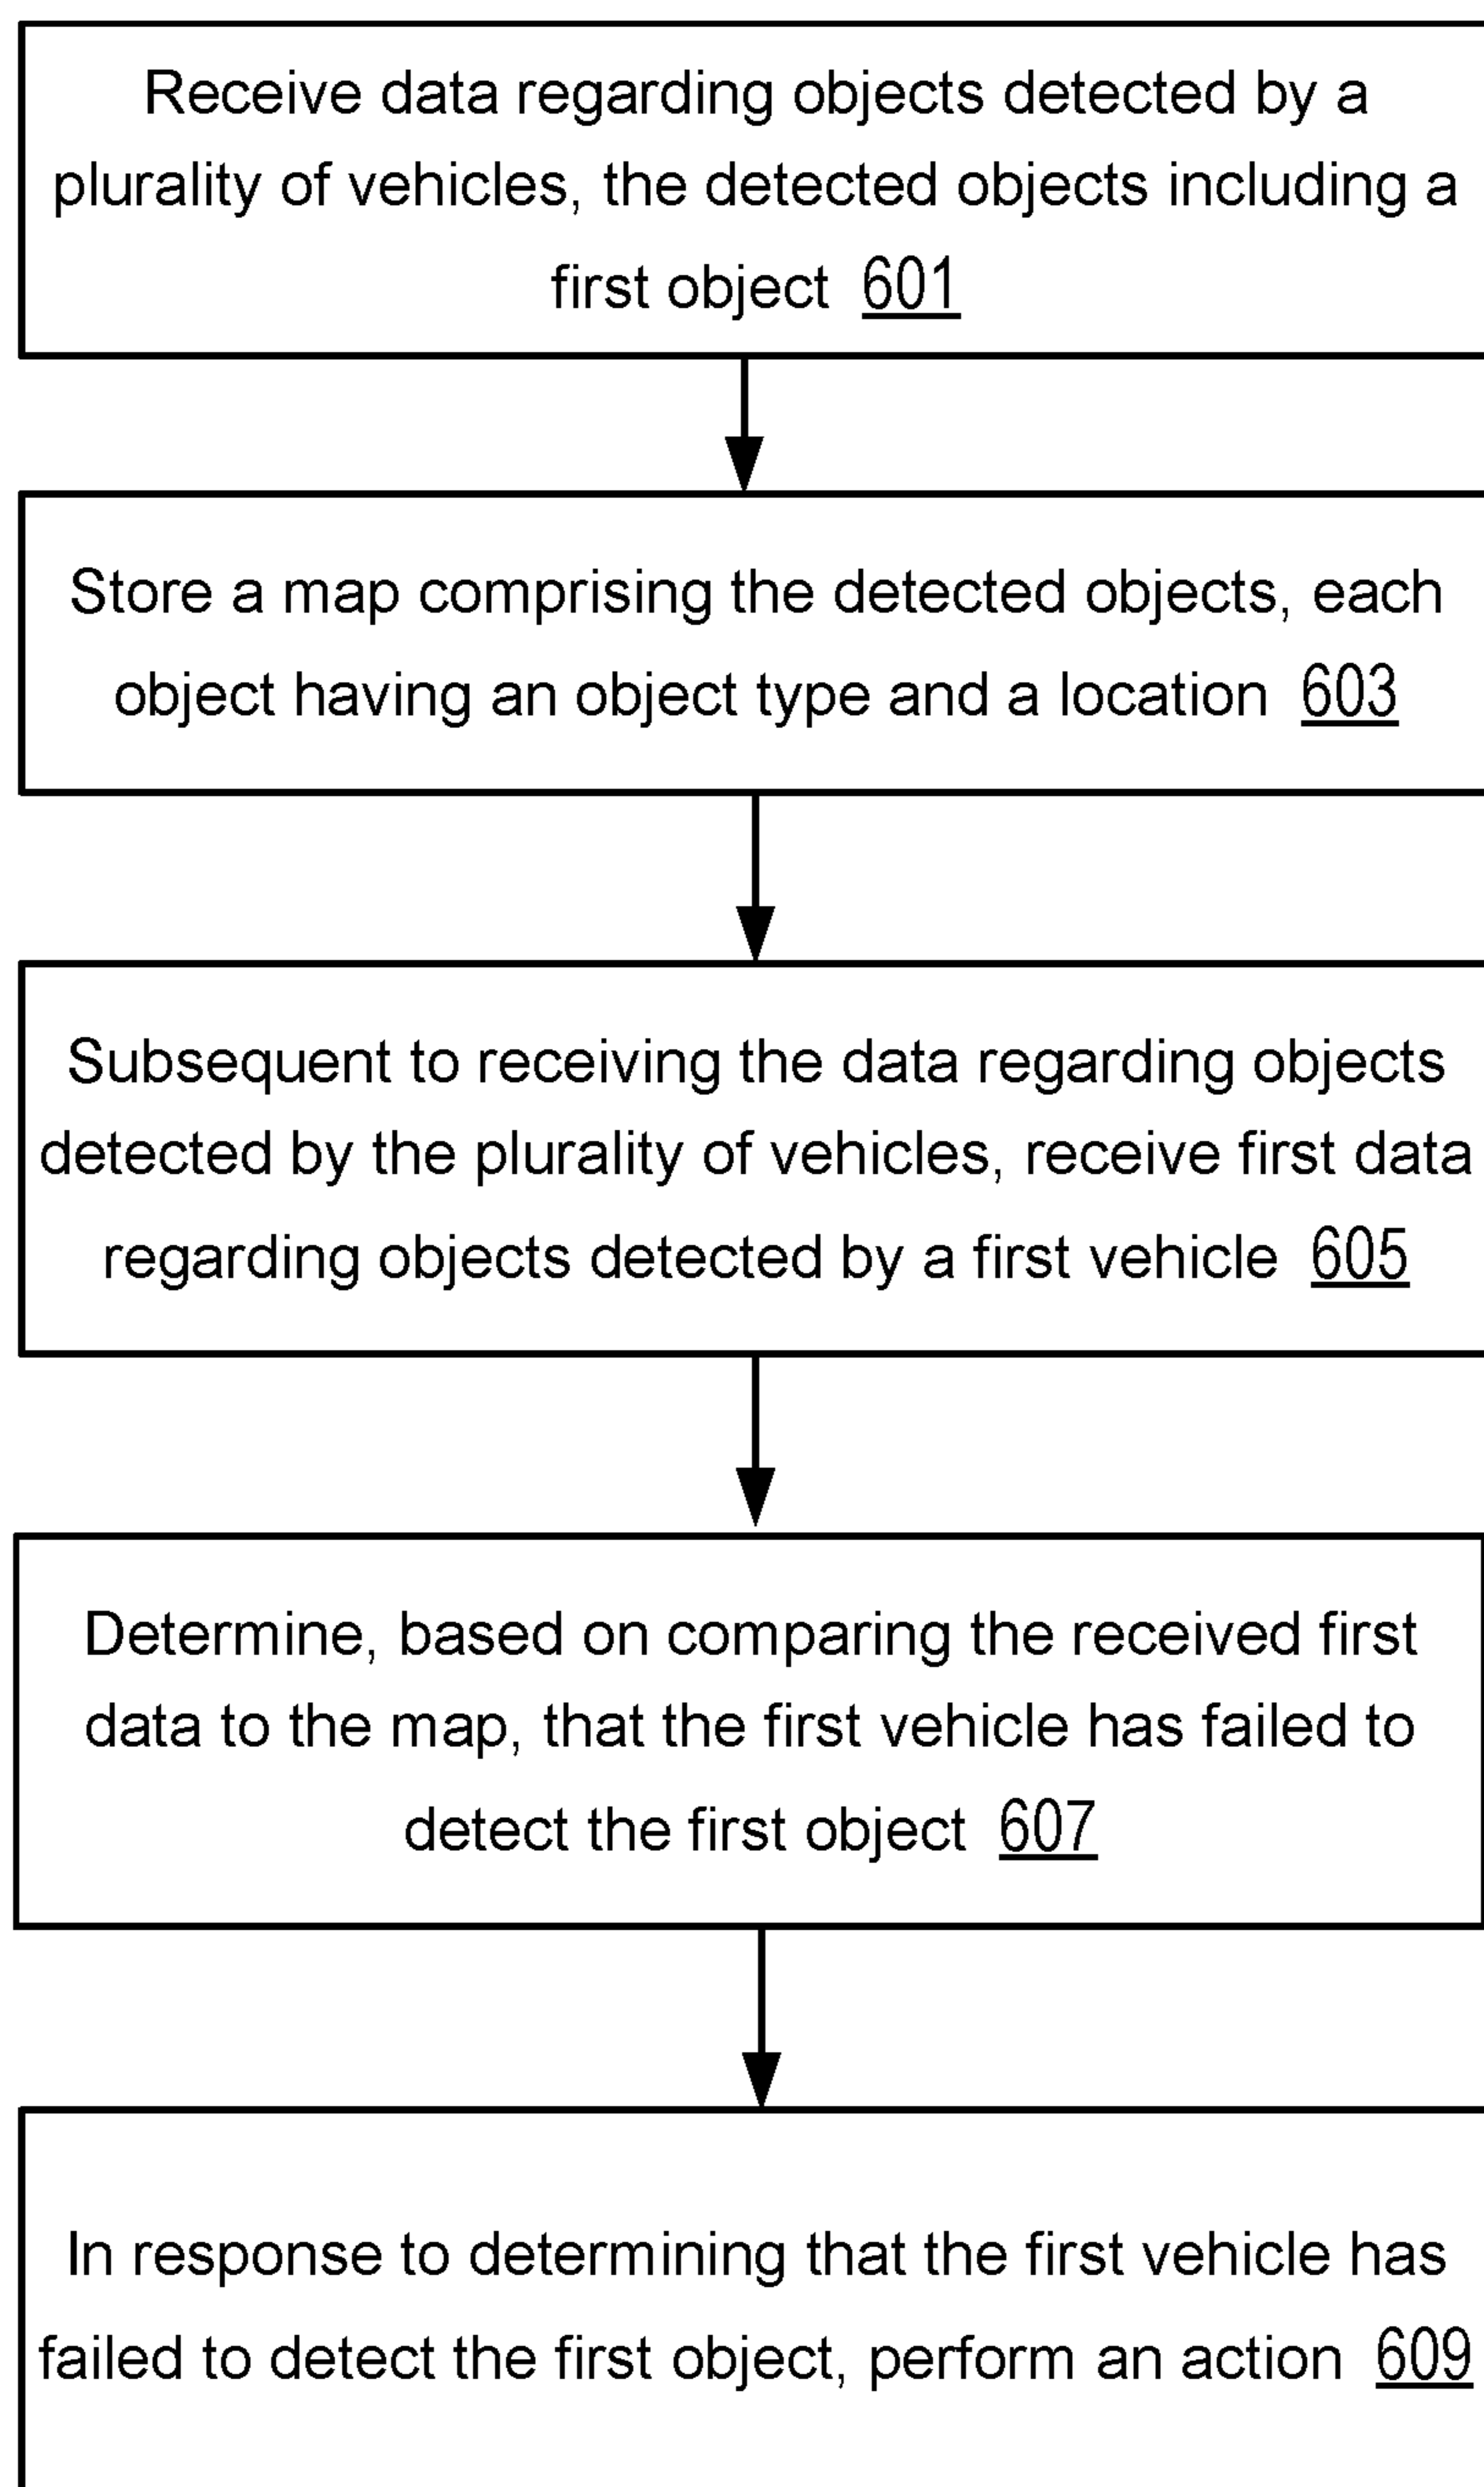 Receive data regarding objects detected by a
plurality of vehicles, the detected objects including a
first object 601
Store a map comprising the detected objects, each
object having an object type and a location 603
Subsequent to receiving the data regarding objects
detected by the plurality of vehicles, receive first data
regarding objects detected by a first vehicle 605
Determine, based on comparing the received first
data to the map, that the first vehicle has failed to
detect the first object 607
In response to determining that the first vehicle has
failed to detect the first object, perform an action 609